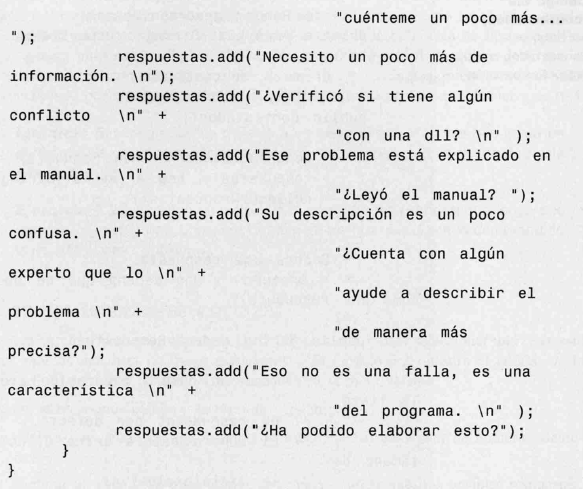 "cuénteme un poco más...
");
respuestas.add("Necesito un poco más de
información. \n");
respuestas.add("¿Verificó si tiene algún
conflicto \n" +
"con una dll? \n" );
respuestas.add("Ese problema está explicado en
el manual. \n" +
"¿Leyó el manual? ");
respuestas.add("Su descripción es un poco
confusa. \n" +
"¿Cuenta con algún
experto que lo \n" +
"ayude a describir el
problema \n" +
"de manera más
precisa?");
respuestas.add("Eso no es una falla, es una
característica \n" +
"del programa. \n" );
respuestas.add("¿Ha podido elaborar esto?");
}
}